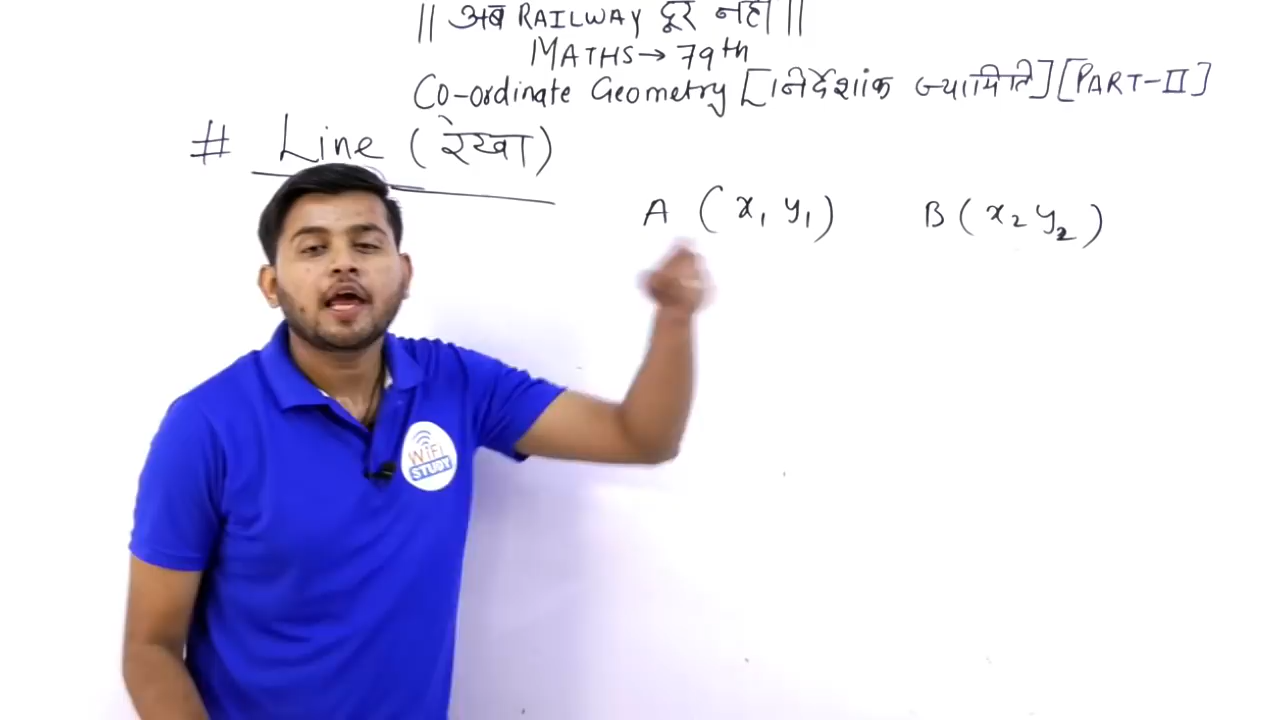 || अब RAILWAY दूर नहीं ||
MATHS→ 79th
Co-ordinate Geometry [निर्देशांक ज्यामिति] [PART-II]
# Line (रेखा)
A (x₁ y₁) B (x₂ y₂)
WiFi
STUDY